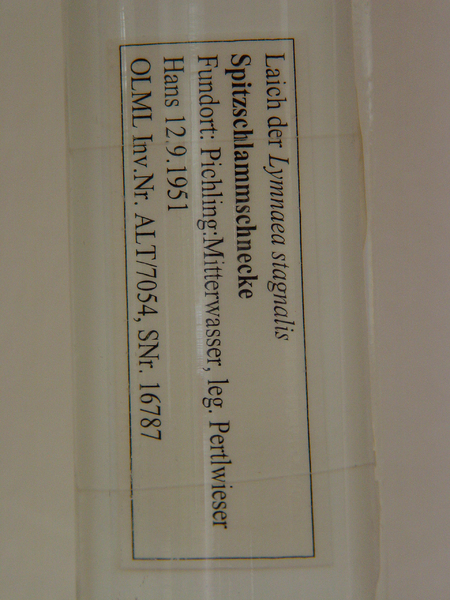 Laich der Lymnaea stagnalis
Spitzschlammschnecke
Fundort: Pichling:Mitterwasser, leg. Pertlwieser
Hans 12.9.1951
OLML Inv.Nr. ALT/7054, SNr. 16787